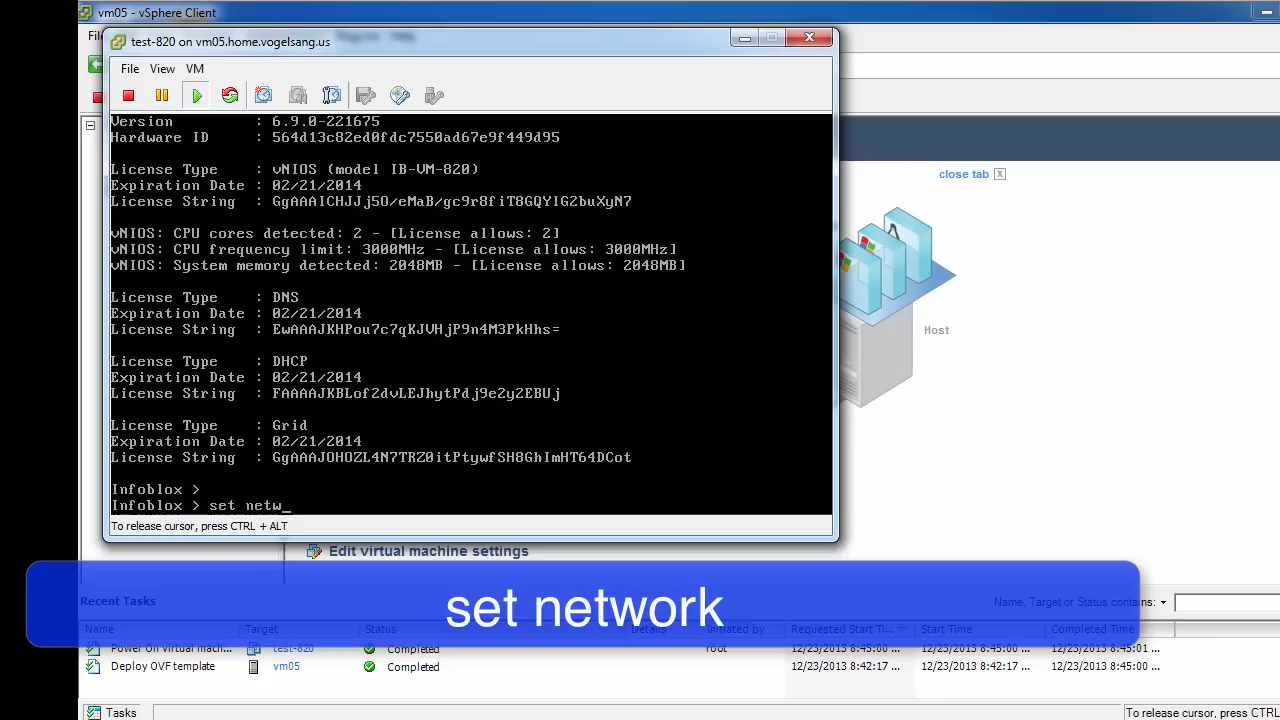 vm05 - vSphere Client
test-820 on vm05.home.vogelsang.us
File View VM
Version : 6.9.0-221675
Hardware ID : 564d13c82ed0fdc7550ad67e9f449d95
License Type : vNIOS (model IB-VM-820)
Expiration Date : 02/21/2014
License String : GgAAAICHJJj5O/eMaB/gc9r8fiT8GQYlG2buXyN7
vNIOS: CPU cores detected: 2 - [License allows: 2]
vNIOS: CPU frequency limit: 3000MHz - [License allows: 3000MHz]
vNIOS: System memory detected: 2048MB - [License allows: 2048MB]
License Type : DNS
Expiration Date : 02/21/2014
License String : EwAAAJKHPou7c7qKJVHjP9n4M3PkHhs=
License Type : DHCP
Expiration Date : 02/21/2014
License String : FAAAAJKBLof2dvLEJhytPdj9e2y2EBUj
License Type : Grid
Expiration Date : 02/21/2014
License String : GgAAAJOHOZL4N7TRZ0itPtywfSH8GhImHT64DCot
Infoblox >
Infoblox > set netw_
To release cursor, press CTRL + ALT
close tab X
Host
Edit virtual machine settings
set network
Recent Tasks
Name, Target or Status contains:
Name Target Status Details Initiated by Requested Start Ti... Start Time Completed Time
Power On virtual mach... test-820 Completed root 12/23/2013 8:45:00 ... 12/23/2013 8:45:00 ... 12/23/2013 8:45:01 ...
Deploy OVF template vm05 Completed 12/23/2013 8:42:17 ... 12/23/2013 8:42:17 ... 12/23/2013 8:45:00 ...
Tasks
To release cursor, press CTRL